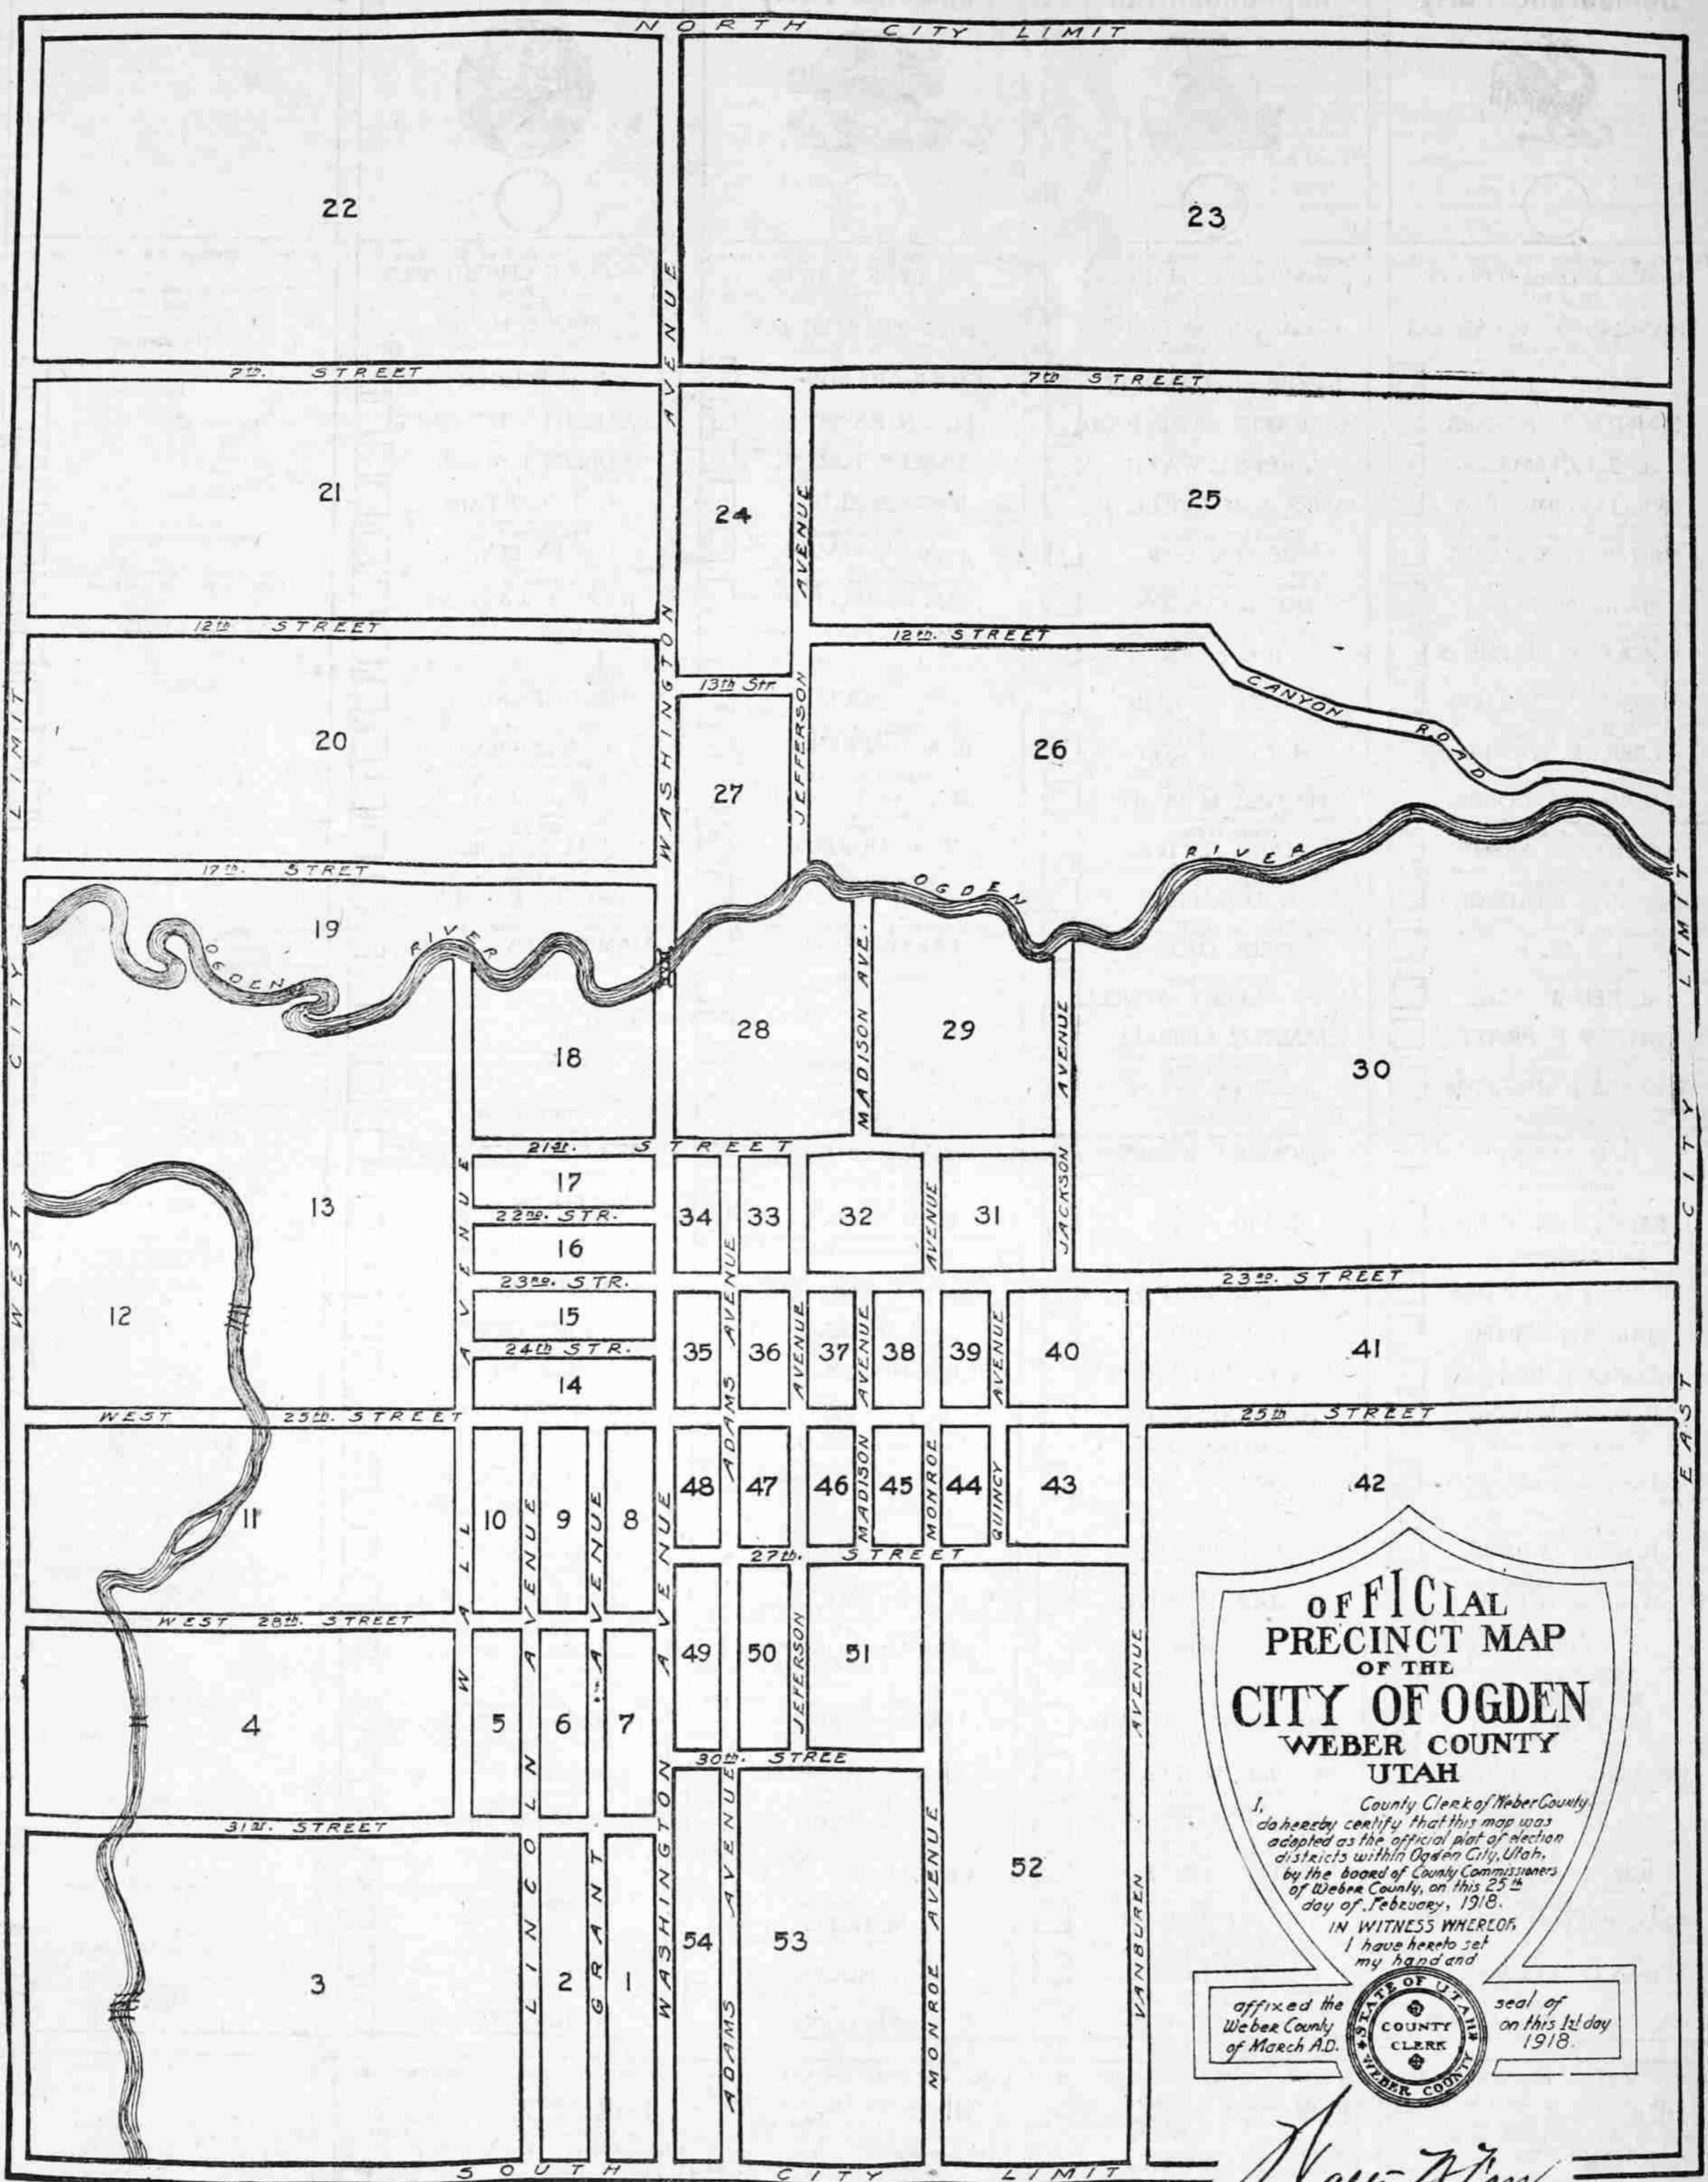 NORTH CITY LIMIT
22
23
WASHINGTON AVENUE
7TH. STREET
7TH STREET
21
24
JEFFERSON AVENUE
25
12TH STREET
12TH. STREET
13th Str.
CANYON ROAD
WEST CITY LIMIT
20
27
26
17TH. STRET
OGDEN RIVER
19
OGDEN RIVER
EAST CITY LIMIT
18
28
MADISON AVE.
29
JACKSON AVENUE
30
21ST. STREET
13
17
34
33
32
AVENUE
31
22ND. STR.
16
23RD. STR.
23RD. STREET
12
15
35
ADAMS AVENUE
36
AVENUE
37
AVENUE
38
39
AVENUE
40
41
24th STR.
14
WEST 25TH. STREET
25th STREET
11
WALL AVENUE
10
9
8
48
47
46
MADISON
45
MONROE
44
QUINCY
43
42
27th. STREET
WEST 28TH. STREET
4
5
LINCOLN AVENUE
6
GRANT AVENUE
7
WASHINGTON AVENUE
49
50
JEFERSON
51
30th. STREE
31ST. STREET
3
2
1
54
ADAMS AVENUE
53
MONROE AVENUE
52
VANBUREN AVENUE
SOUTH CITY LIMIT
OFFICIAL
PRECINCT MAP
OF THE
CITY OF OGDEN
WEBER COUNTY
UTAH
I, County Clerk of Weber County,
do hereby certify that this map was
adopted as the official plat of election
districts within Ogden City, Utah,
by the board of County Commissioners
of Weber County, on this 25th
day of February, 1918.
IN WITNESS WHEREOF,
I have hereto set
my hand and
affixed the seal of
Weber County on this 1st day
of March A.D. 1918.
STATE OF UTAH
COUNTY
CLERK
WEBER COUNTY